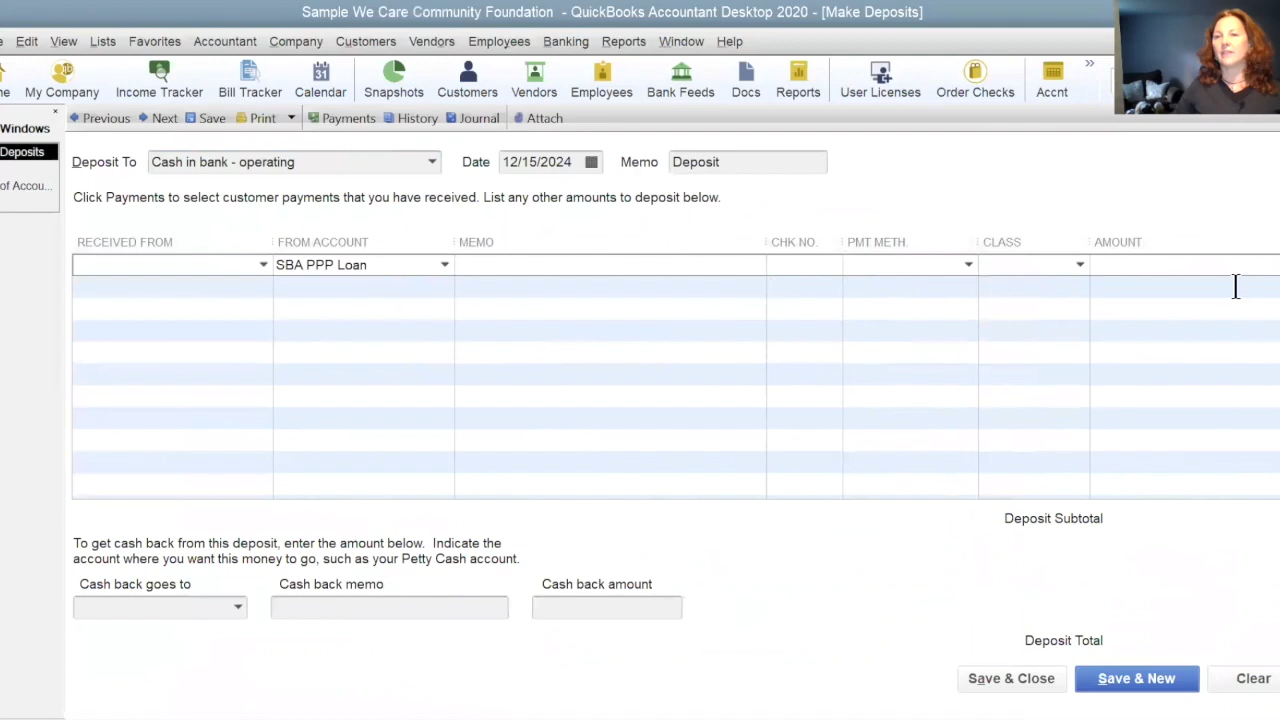 Sample We Care Community Foundation - QuickBooks Accountant Desktop 2020 - [Make Deposits]
Edit View Lists Favorites Accountant Company Customers Vendors Employees Banking Reports Window Help
My Company Income Tracker Bill Tracker Calendar Snapshots Customers Vendors Employees Bank Feeds Docs Reports User Licenses Order Checks Accnt
31
Previous Next Save Print Payments History Journal Attach
Windows
Deposits
of Accou...
Deposit To Cash in bank - operating Date 12/15/2024 Memo Deposit
Click Payments to select customer payments that you have received. List any other amounts to deposit below.
RECEIVED FROM FROM ACCOUNT MEMO CHK NO. PMT METH. CLASS AMOUNT
SBA PPP Loan
Deposit Subtotal
To get cash back from this deposit, enter the amount below. Indicate the
account where you want this money to go, such as your Petty Cash account.
Cash back goes to Cash back memo Cash back amount
Deposit Total
Save & Close Save & New Clear